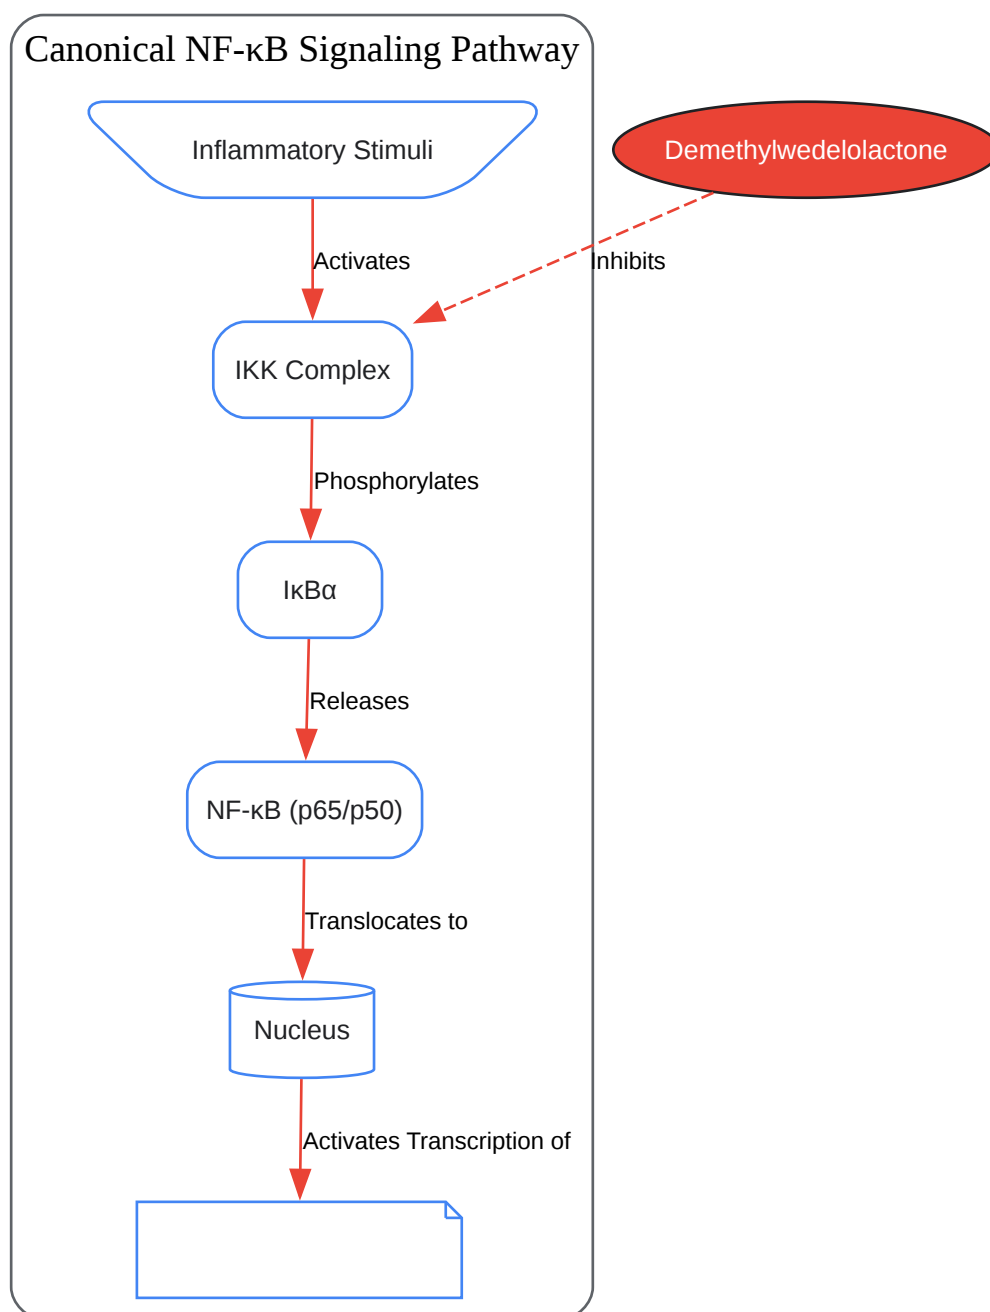 Canonical NF-κB Signaling Pathway
Inflammatory Stimuli
Demethylwedelolactone
Activates
Inhibits
IKK Complex
Phosphorylates
IκBα
Releases
NF-κB (p65/p50)
Translocates to
Nucleus
Activates Transcription of